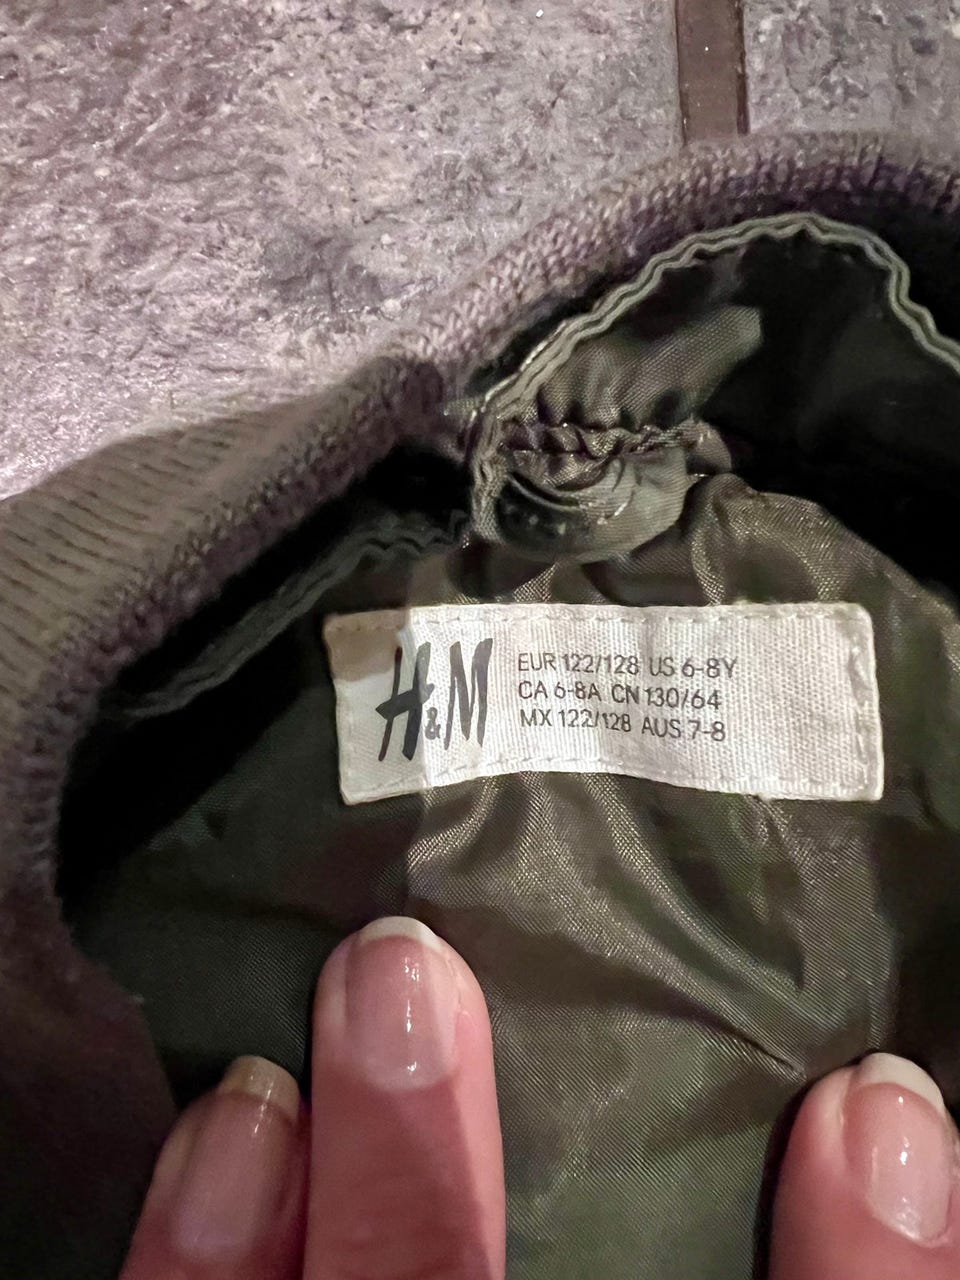 H&M
EUR 122/128 US 6-8Y
CA 6-8A CN 130/64
MX 122/128 AUS 7-8